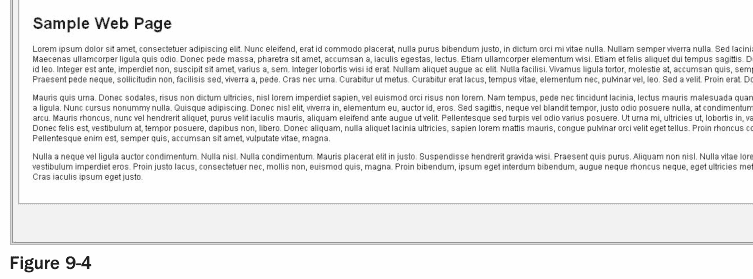 Sample Web Page
Lorem ipsum dolor sit amet, consectetuer adipiscing elit. Nunc eleifend, erat id commodo placerat, nulla purus bibendum justo, in dictum orci mi vitae nulla. Nullam semper viverra nulla. Sed lacinia
Maecenas ullamcorper ligula quis odio. Donec pede massa, pharetra sit amet, accumsan a, iaculis egestas, lectus. Etiam ullamcorper elementum wisi. Etiam et felis aliquet dui tempus sagittis.
id leo. Integer est ante, imperdiet non, suscipit sit amet, varius a, sem. Integer lobortis wisi id erat. Nullam aliquet augue ac elit. Nulla facilisi. Vivamus ligula tortor, molestie at, accumsan quis,
Praesent pede neque, sollicitudin non, facilisis sed, viverra a, pede. Cras nec urna. Curabitur ut metus. Curabitur erat lacus, tempus vitae, elementum nec, pulvinar vel, leo. Sed a velit. Proin erat.
Mauris quis urna. Donec sodales, risus non dictum ultricies, nisl lorem imperdiet sapien, vel euismod orci risus non lorem. Nam tempus, pede nec tincidunt lacinia, lectus mauris malesuada
a ligula. Nunc cursus nonummy nulla. Quisque adipiscing. Donec nisl elit, viverra in, elementum eu, auctor id, eros. Sed sagittis, neque vel blandit tempor, justo odio posuere nulla, at
arcu. Mauris rhoncus, nunc vel hendrerit aliquet, purus velit iaculis mauris, aliquam eleifend ante augue ut velit. Pellentesque sed turpis vel odio varius posuere. Ut urna mi, ultricies ut, lobortis in,
Donec felis est, vestibulum at, tempor posuere, dapibus non, libero. Donec aliquam, nulla aliquet lacinia ultricies, sapien lorem mattis mauris, congue pulvinar orci velit eget tellus. Proin rhoncus
Pellentesque enim est, semper quis, accumsan sit amet, vulputate vitae, magna.
Nulla a neque vel ligula auctor condimentum. Nulla nisl. Nulla condimentum. Mauris placerat elit in justo. Suspendisse hendrerit gravida wisi. Praesent quis purus. Aliquam non nisl. Nulla vitae
vestibulum imperdiet eros. Proin justo lacus, consectetuer nec, mollis non, euismod quis, magna. Proin bibendum, ipsum eget interdum bibendum, augue neque rhoncus neque, eget ultricies
Cras iaculis ipsum eget justo.
Figure 9-4